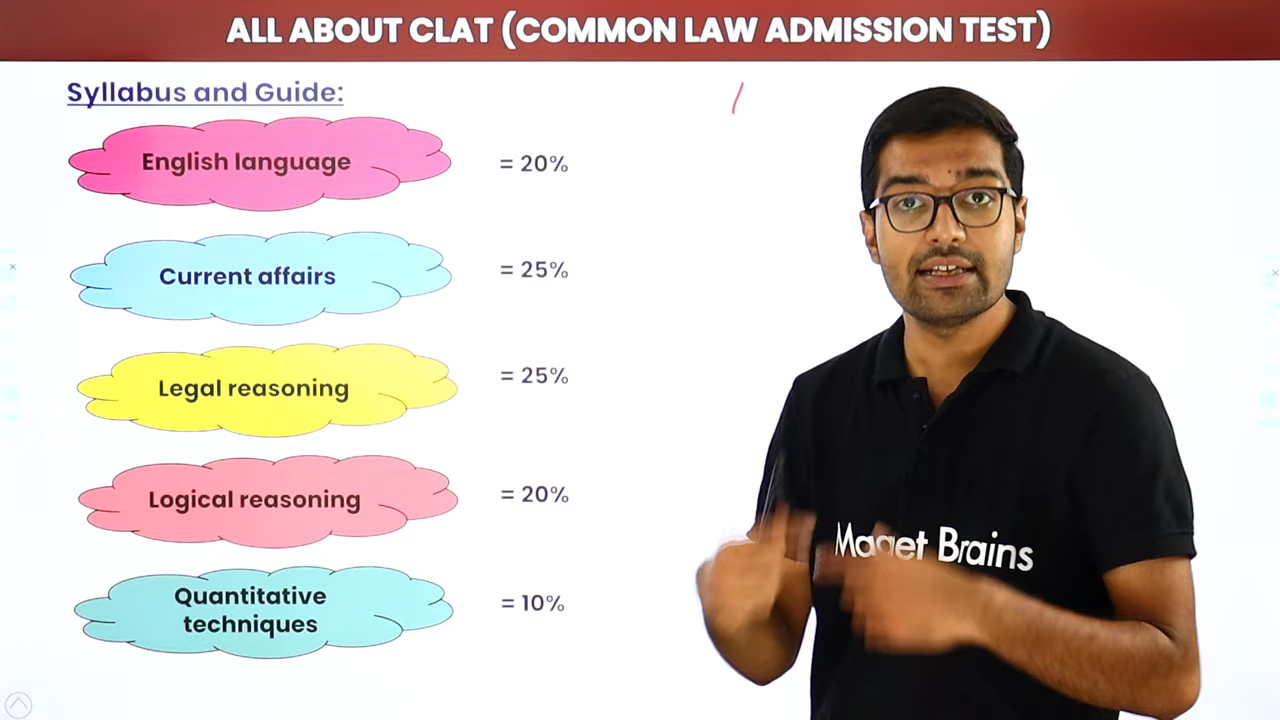 ALL ABOUT CLAT (COMMON LAW ADMISSION TEST)
Syllabus and Guide:
English language
= 20%
Current affairs
= 25%
Legal reasoning
= 25%
Logical reasoning
= 20%
Quantitative
techniques
= 10%
Brains